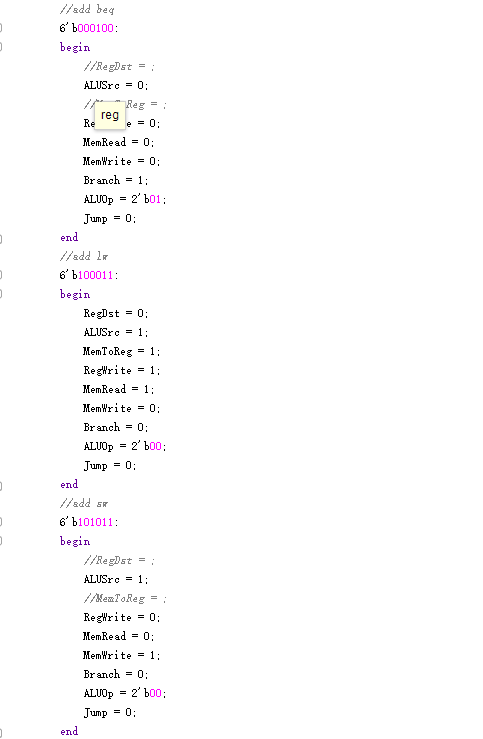 //add beq
6'b000100:
begin
//RegDst = ;
ALUSrc = 0;
// Reg = ;
reg
= 0;
MemRead = 0;
MemWrite = 0;
Branch = 1;
ALUOp = 2'b01;
Jump = 0;
end
//add lw
6'b100011:
begin
RegDst = 0;
ALUSrc = 1;
MemToReg = 1;
RegWrite = 1;
MemRead = 1;
MemWrite = 0;
Branch = 0;
ALUOp = 2'b00;
Jump = 0;
end
//add sw
6'b101011:
begin
//RegDst = ;
ALUSrc = 1;
//MemToReg = ;
RegWrite = 0;
MemRead = 0;
MemWrite = 1;
Branch = 0;
ALUOp = 2'b00;
Jump = 0;
end